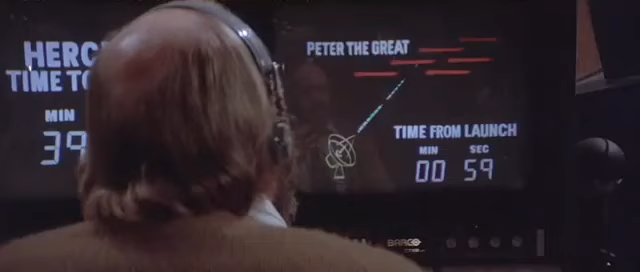 HERC
TIME TO
MIN
39
PETER THE GREAT
TIME FROM LAUNCH
MIN SEC
00 59
BARCO